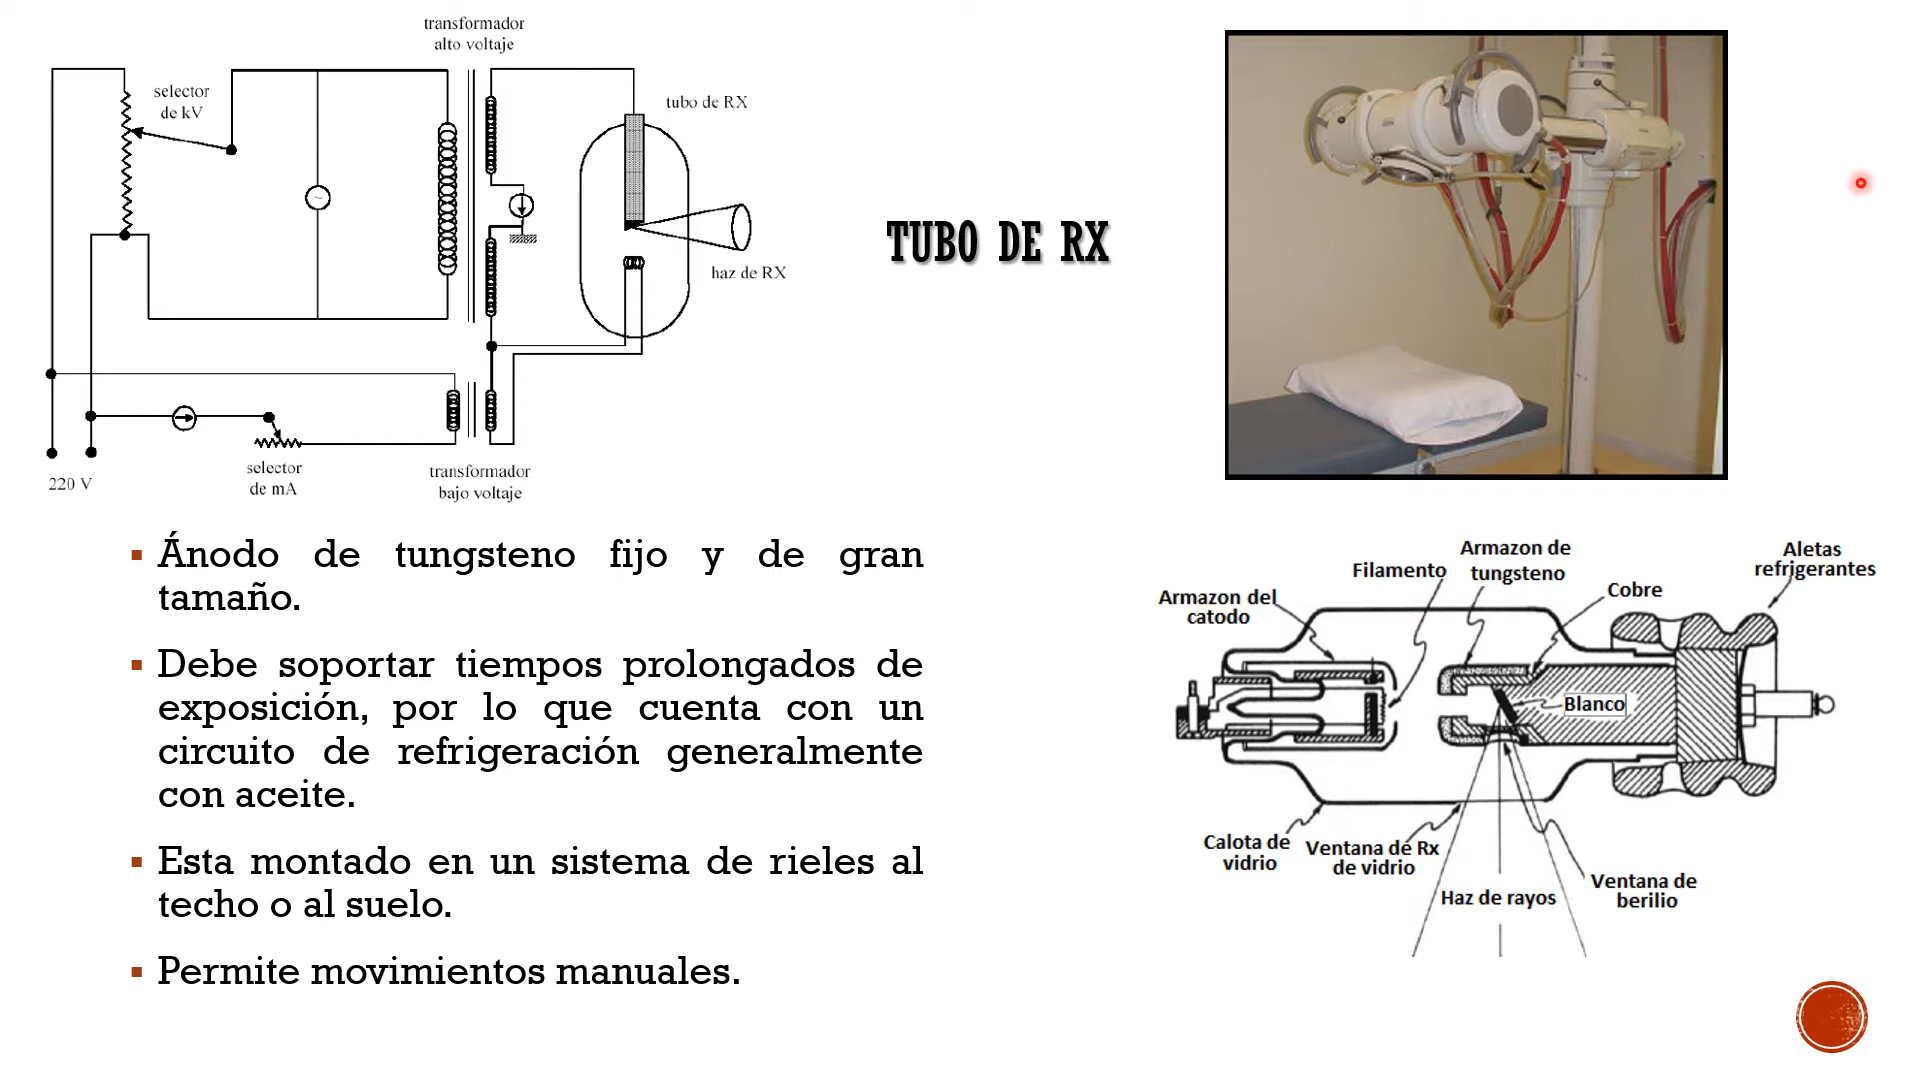 transformador
alto voltaje
selector
de kV
tubo de RX
haz de RX
220 V
selector
de mA
transformador
bajo voltaje
TUBO DE RX
▪ Ánodo de tungsteno fijo y de gran
tamaño.
▪ Debe soportar tiempos prolongados de
exposición, por lo que cuenta con un
circuito de refrigeración generalmente
con aceite.
▪ Esta montado en un sistema de rieles al
techo o al suelo.
▪ Permite movimientos manuales.
Armazon del
catodo
Filamento
Armazon de
tungsteno
Cobre
Aletas
refrigerantes
Blanco
Calota de
vidrio
Ventana de Rx
de vidrio
Haz de rayos
Ventana de
berilio